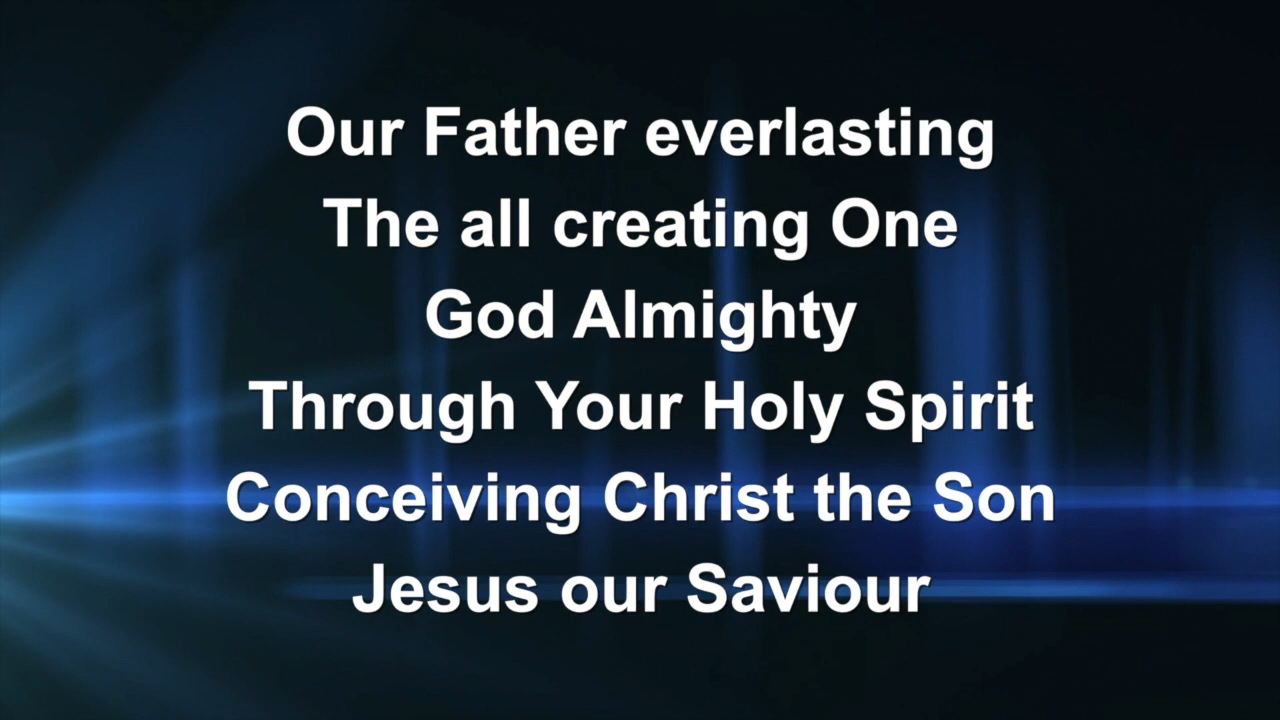 Our Father everlasting
The all creating One
God Almighty
Through Your Holy Spirit
Conceiving Christ the Son
Jesus our Saviour